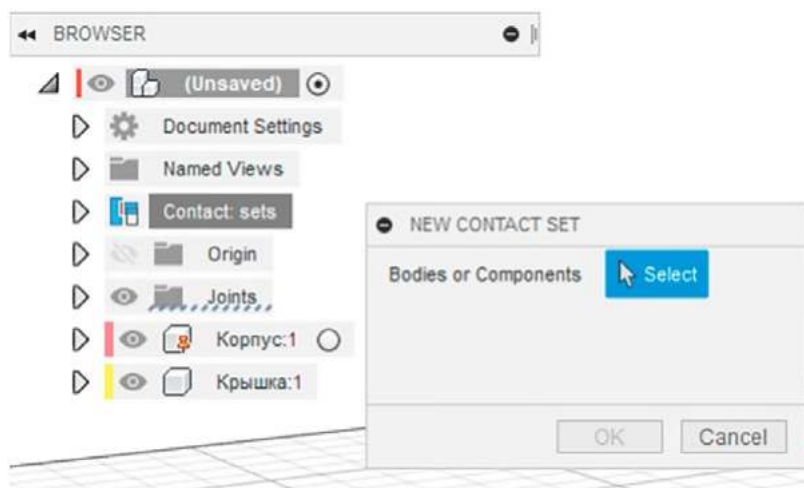 BROWSER
(Unsaved)
Document Settings
Named Views
Contact: sets
Origin
Joints
Корпус:1
Крышка:1
NEW CONTACT SET
Bodies or Components
Select
OK
Cancel